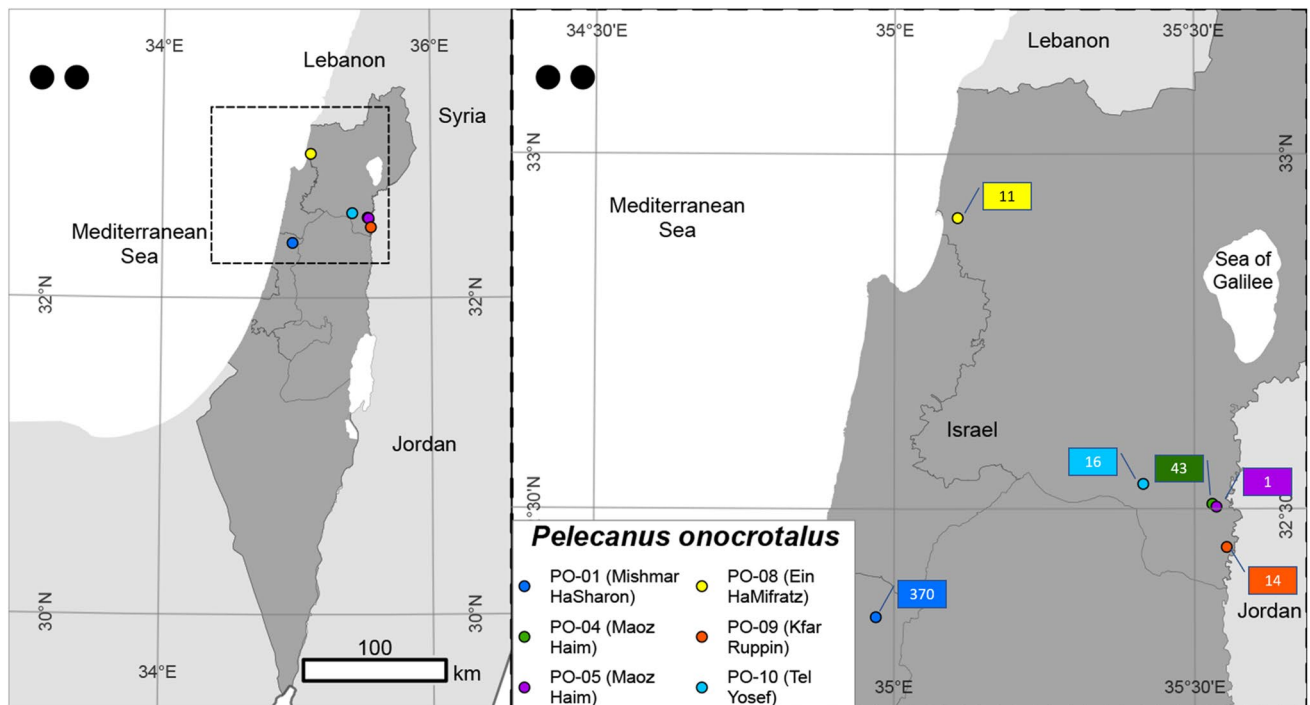 34°E
36°E
Lebanon
Syria
32°N
32°N
Mediterranean
Sea
Jordan
30°N
30°N
34°E
100
km
34°30'E
35°E
35°30'E
Lebanon
33°N
33°N
11
Mediterranean
Sea
Sea of
Galilee
Israel
16
43
1
°30'N
32°30
14
370
Jordan
35°E
35°30'E
Pelecanus onocrotalus
PO-01 (Mishmar
HaSharon)
PO-08 (Ein
HaMifratz)
PO-04 (Maoz
Haim)
PO-09 (Kfar
Ruppin)
PO-05 (Maoz
Haim)
PO-10 (Tel
Yosef)